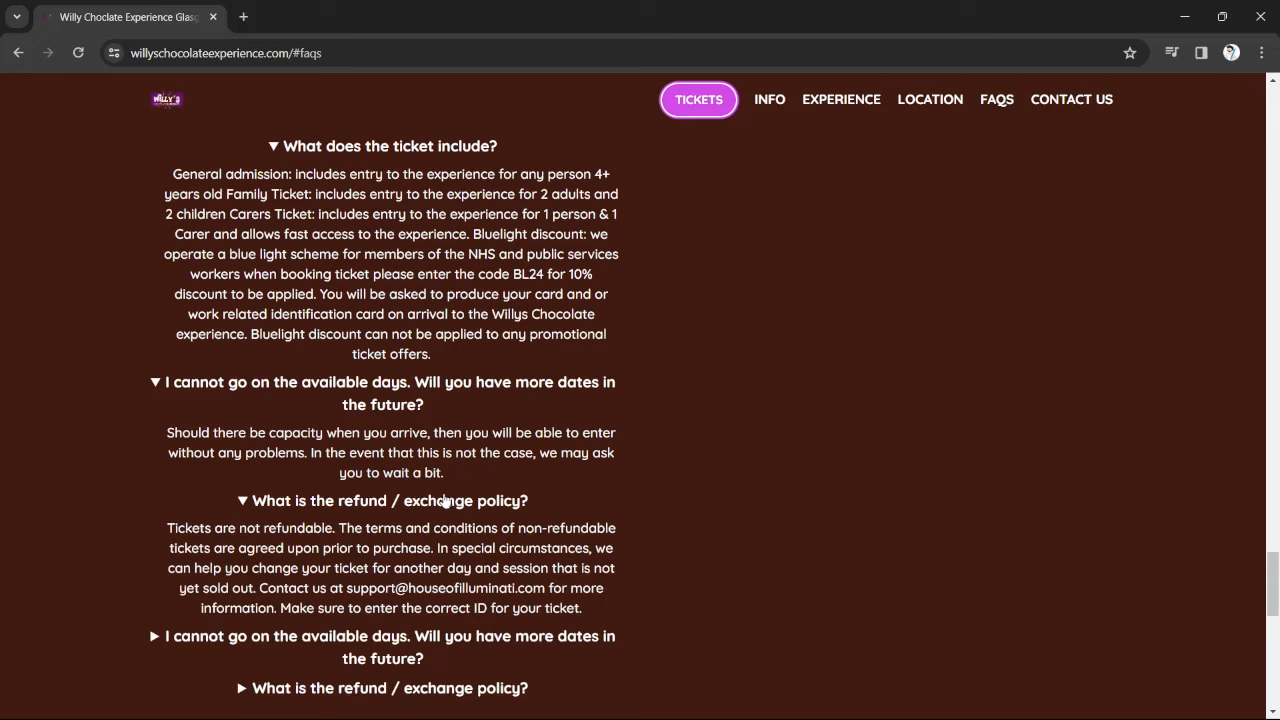 Willy Choclate Experience Glasg
willyschocolateexperience.com/#faqs
WILLY'S
TICKETS
INFO
EXPERIENCE
LOCATION
FAQS
CONTACT US
What does the ticket include?
General admission: includes entry to the experience for any person 4+
years old Family Ticket: includes entry to the experience for 2 adults and
2 children Carers Ticket: includes entry to the experience for 1 person & 1
Carer and allows fast access to the experience. Bluelight discount: we
operate a blue light scheme for members of the NHS and public services
workers when booking ticket please enter the code BL24 for 10%
discount to be applied. You will be asked to produce your card and or
work related identification card on arrival to the Willys Chocolate
experience. Bluelight discount can not be applied to any promotional
ticket offers.
I cannot go on the available days. Will you have more dates in
the future?
Should there be capacity when you arrive, then you will be able to enter
without any problems. In the event that this is not the case, we may ask
you to wait a bit.
What is the refund / exchange policy?
Tickets are not refundable. The terms and conditions of non-refundable
tickets are agreed upon prior to purchase. In special circumstances, we
can help you change your ticket for another day and session that is not
yet sold out. Contact us at support@houseofilluminati.com for more
information. Make sure to enter the correct ID for your ticket.
I cannot go on the available days. Will you have more dates in
the future?
What is the refund / exchange policy?